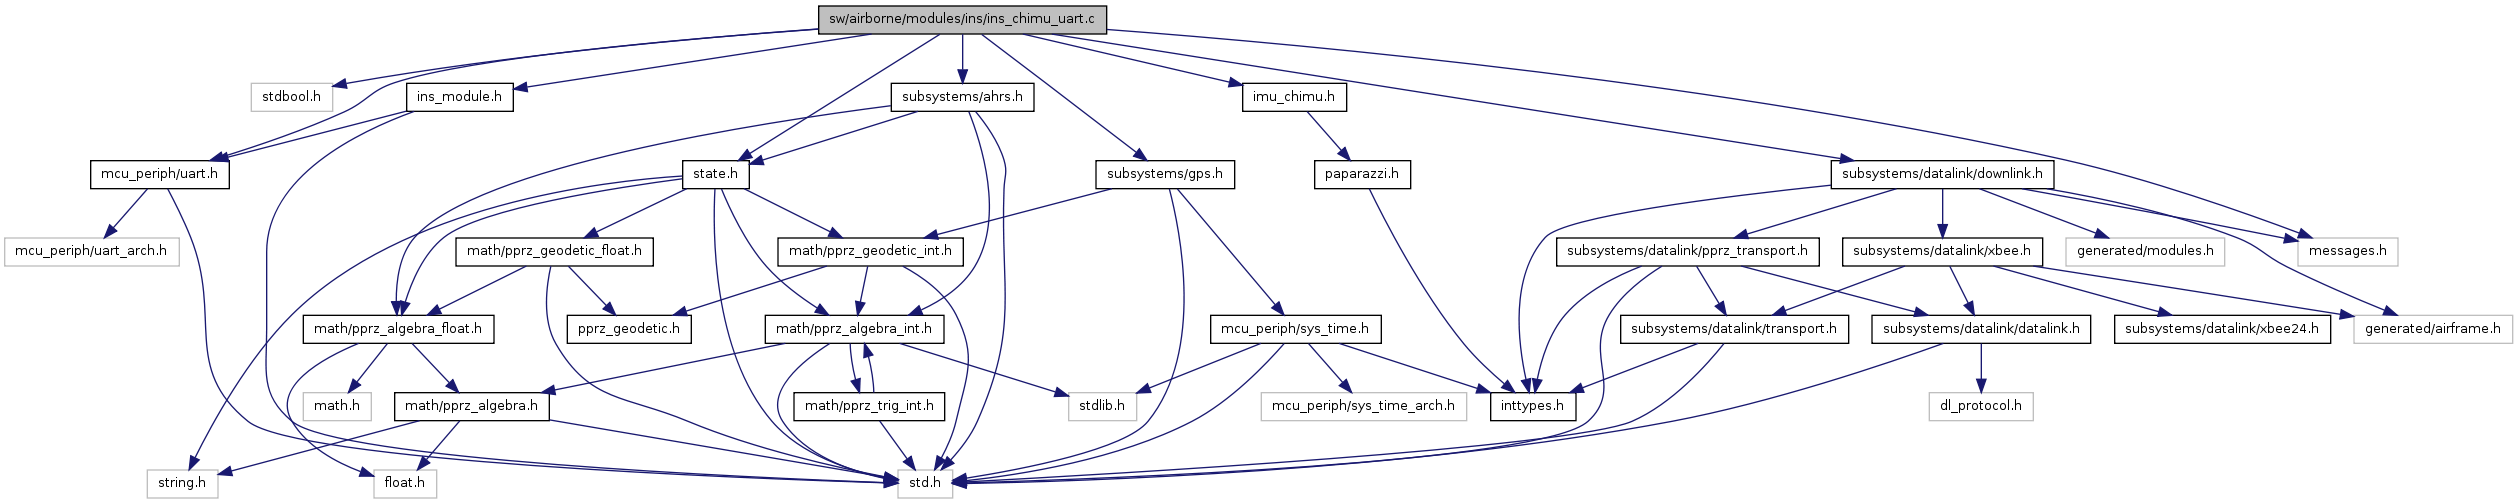 sw/airborne/modules/ins/ins_chimu_uart.c
stdbool.h
ins_module.h
subsystems/ahrs.h
imu_chimu.h
mcu_periph/uart.h
state.h
subsystems/gps.h
paparazzi.h
subsystems/datalink/downlink.h
mcu_periph/uart_arch.h
math/pprz_geodetic_float.h
math/pprz_geodetic_int.h
subsystems/datalink/pprz_transport.h
subsystems/datalink/xbee.h
generated/modules.h
messages.h
math/pprz_algebra_float.h
pprz_geodetic.h
math/pprz_algebra_int.h
mcu_periph/sys_time.h
subsystems/datalink/transport.h
subsystems/datalink/datalink.h
subsystems/datalink/xbee24.h
generated/airframe.h
math.h
math/pprz_algebra.h
math/pprz_trig_int.h
stdlib.h
mcu_periph/sys_time_arch.h
inttypes.h
dl_protocol.h
string.h
float.h
std.h